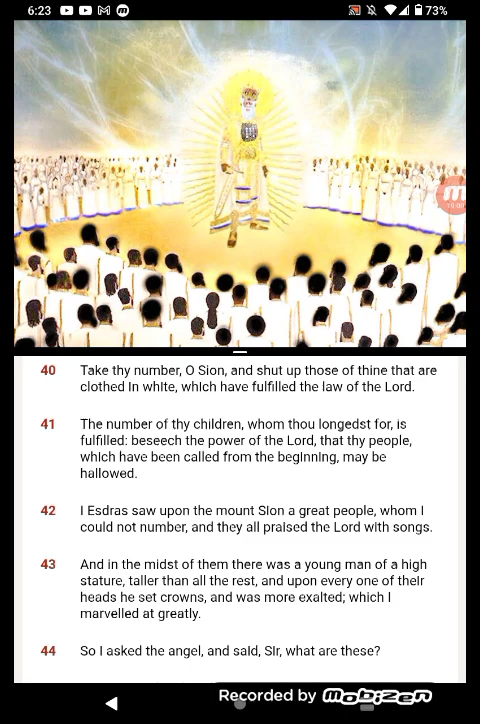 6:23
73%
40 Take thy number, O Sion, and shut up those of thine that are
clothed in white, which have fulfilled the law of the Lord.
41 The number of thy children, whom thou longedst for, is
fulfilled: beseech the power of the Lord, that thy people,
which have been called from the beginning, may be
hallowed.
42 I Esdras saw upon the mount Sion a great people, whom I
could not number, and they all praised the Lord with songs.
43 And in the midst of them there was a young man of a high
stature, taller than all the rest, and upon every one of their
heads he set crowns, and was more exalted; which I
marvelled at greatly.
44 So I asked the angel, and said, Sir, what are these?
Recorded by mobizen